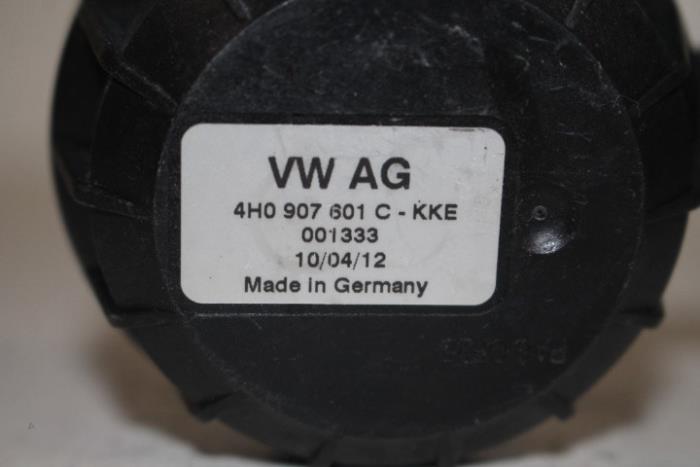 VW AG
4H0 907 601 C - KKE
001333
10/04/12
Made in Germany